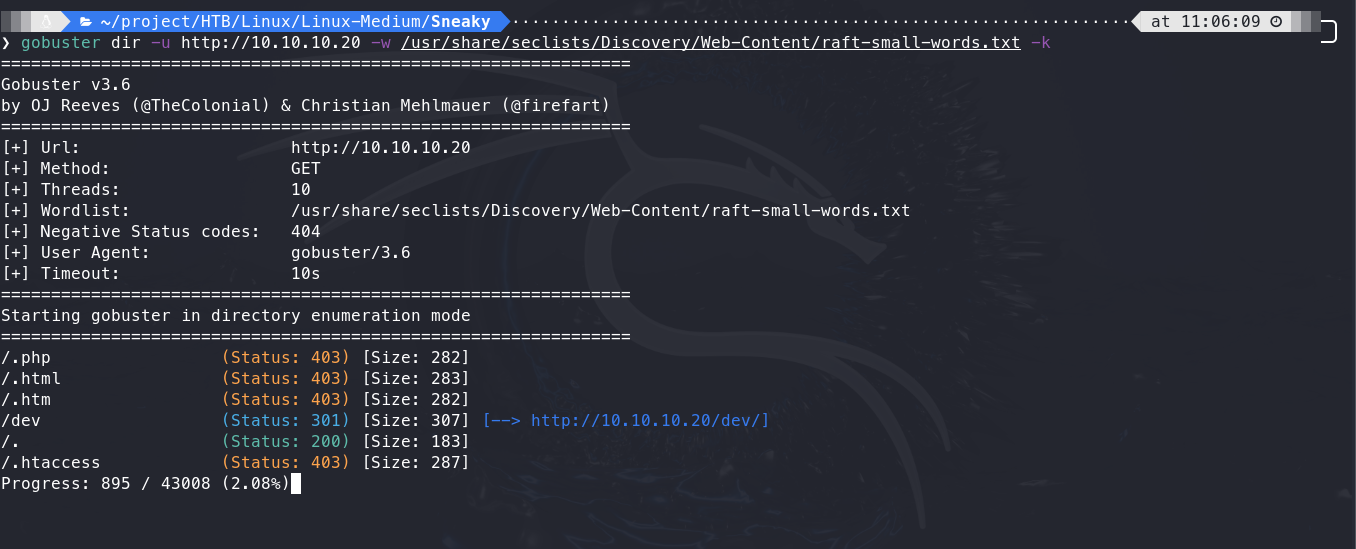 ~/project/HTB/Linux/Linux-Medium/Sneaky at 11:06:09
❯ gobuster dir -u http://10.10.10.20 -w /usr/share/seclists/Discovery/Web-Content/raft-small-words.txt -k
===============================================================
Gobuster v3.6
by OJ Reeves (@TheColonial) & Christian Mehlmauer (@firefart)
===============================================================
[+] Url:                     http://10.10.10.20
[+] Method:                  GET
[+] Threads:                 10
[+] Wordlist:                /usr/share/seclists/Discovery/Web-Content/raft-small-words.txt
[+] Negative Status codes:   404
[+] User Agent:              gobuster/3.6
[+] Timeout:                 10s
===============================================================
Starting gobuster in directory enumeration mode
===============================================================
/.php                 (Status: 403) [Size: 282]
/.html                (Status: 403) [Size: 283]
/.htm                 (Status: 403) [Size: 282]
/dev                  (Status: 301) [Size: 307] [--> http://10.10.10.20/dev/]
/.                    (Status: 200) [Size: 183]
/.htaccess            (Status: 403) [Size: 287]
Progress: 895 / 43008 (2.08%)